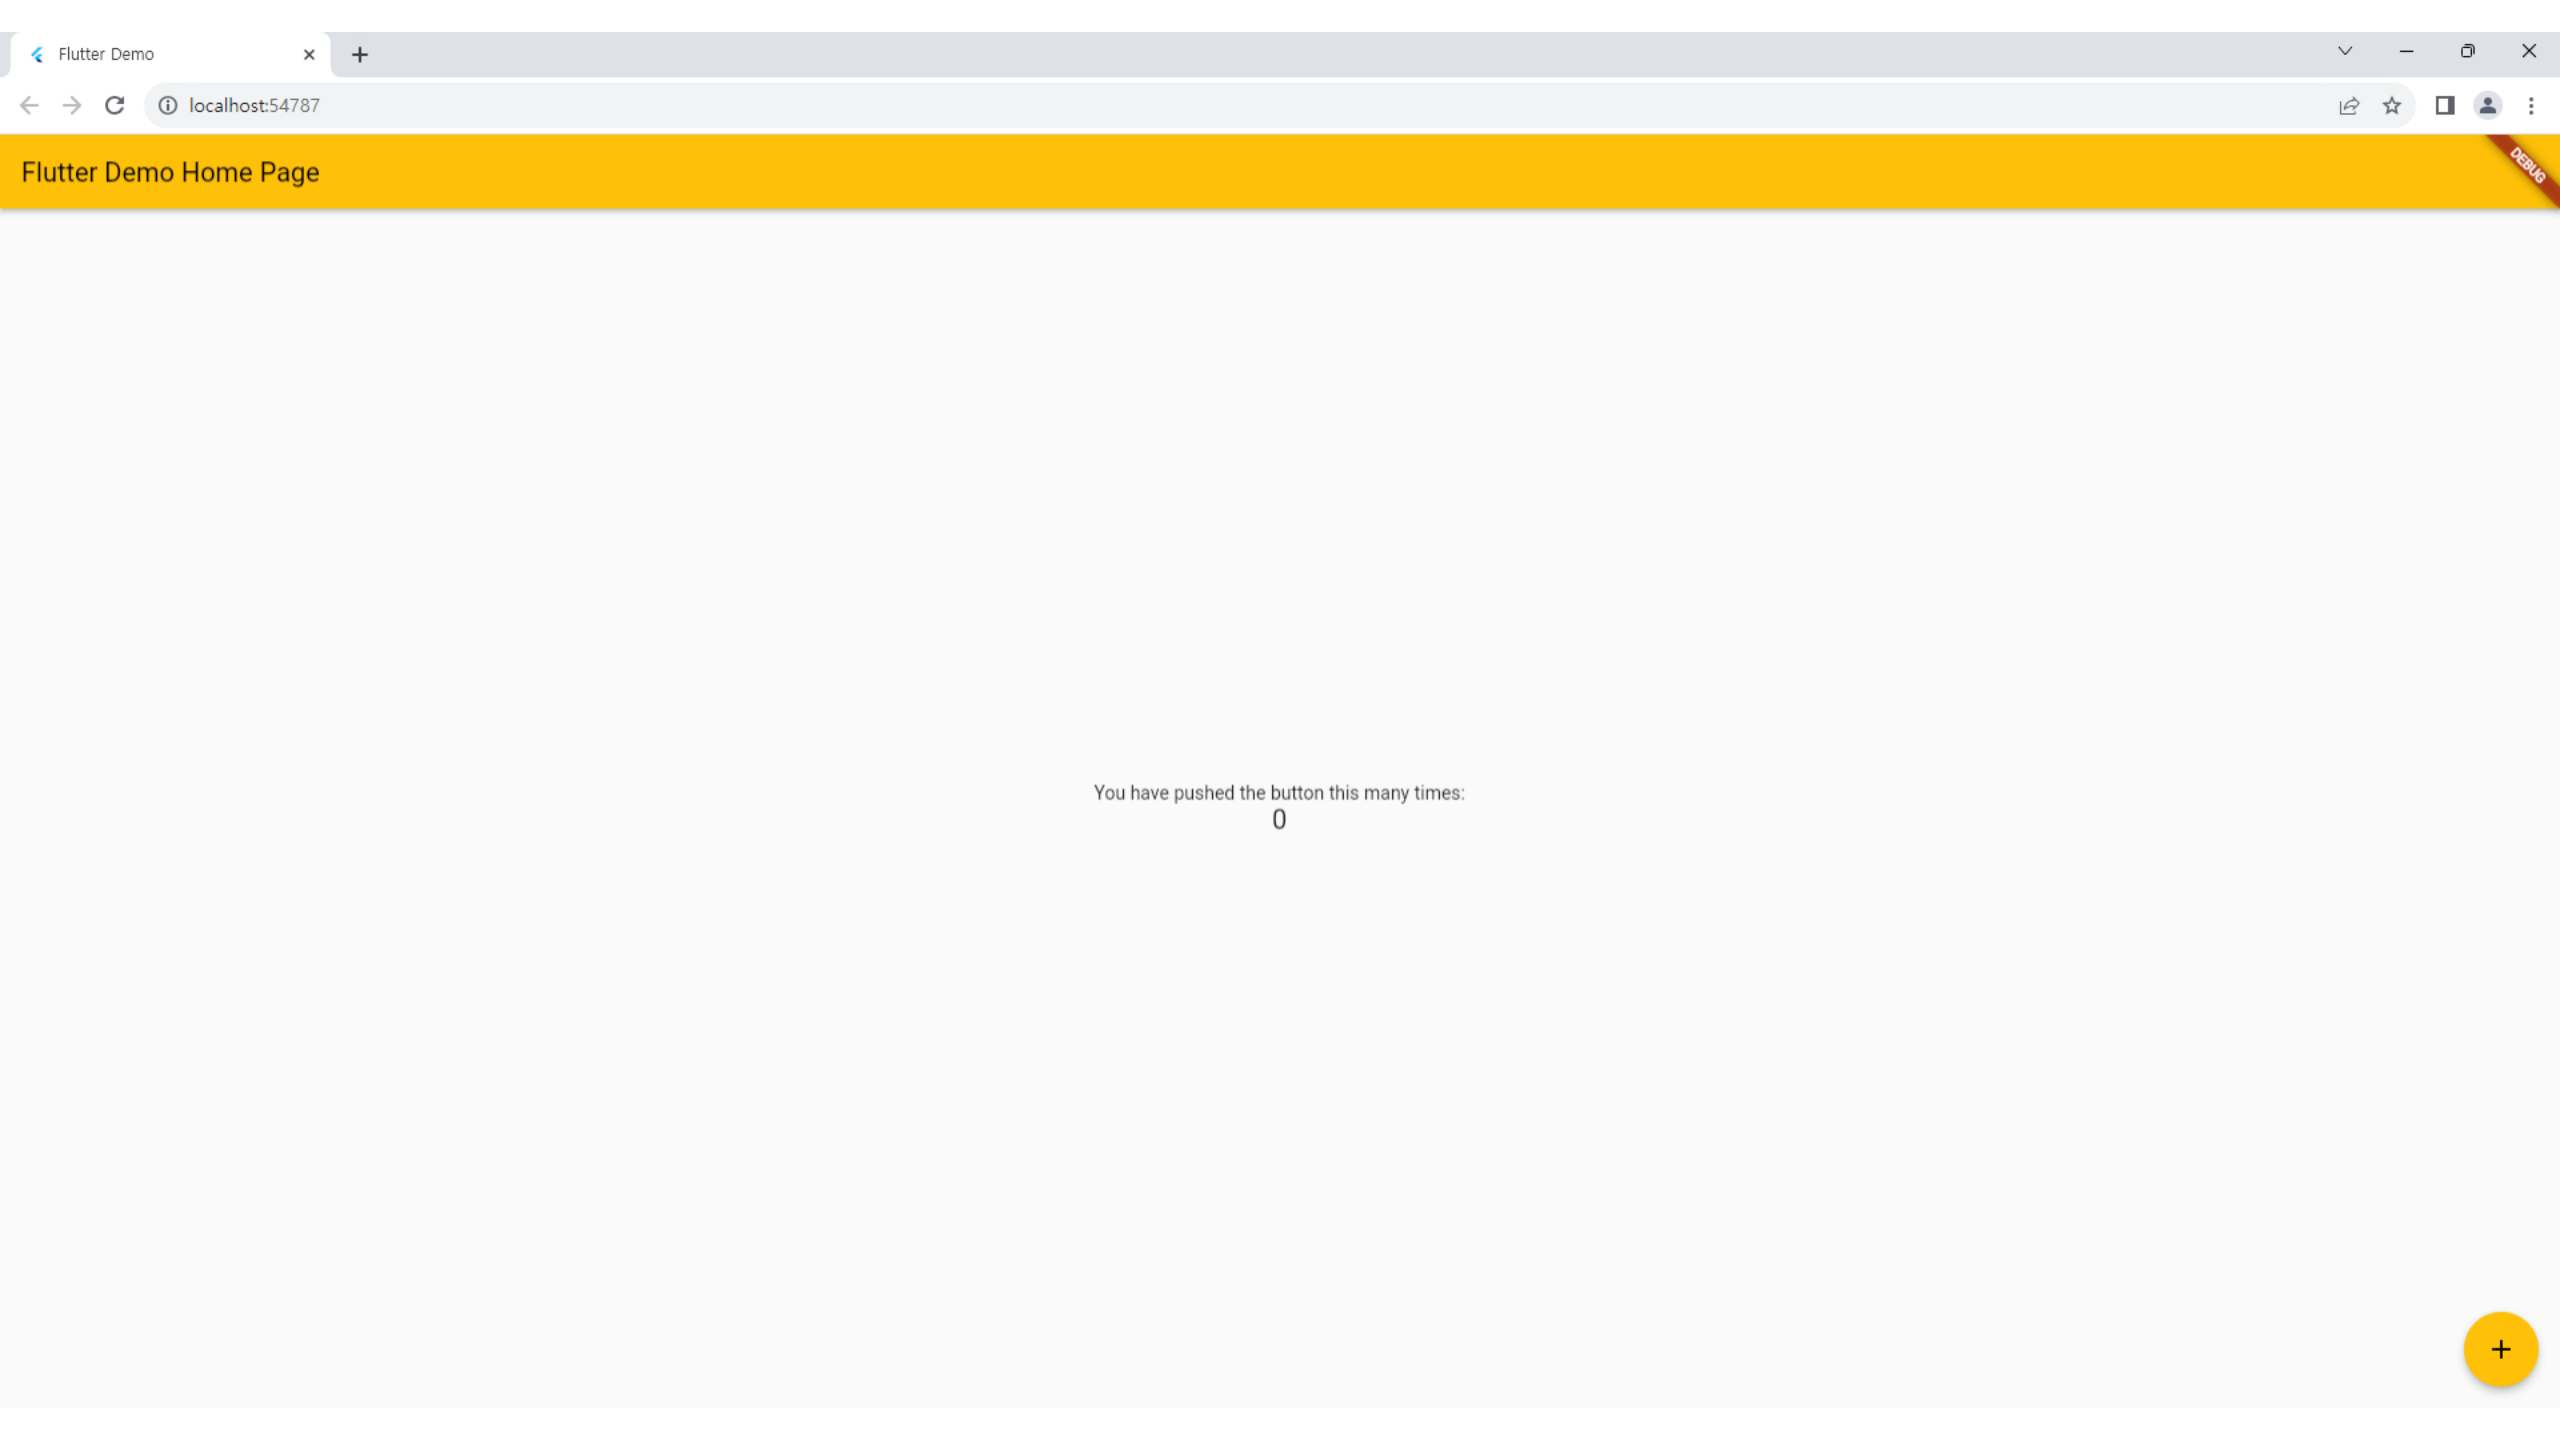 Flutter Demo
localhost:54787
Flutter Demo Home Page
DEBUG
You have pushed the button this many times:
0